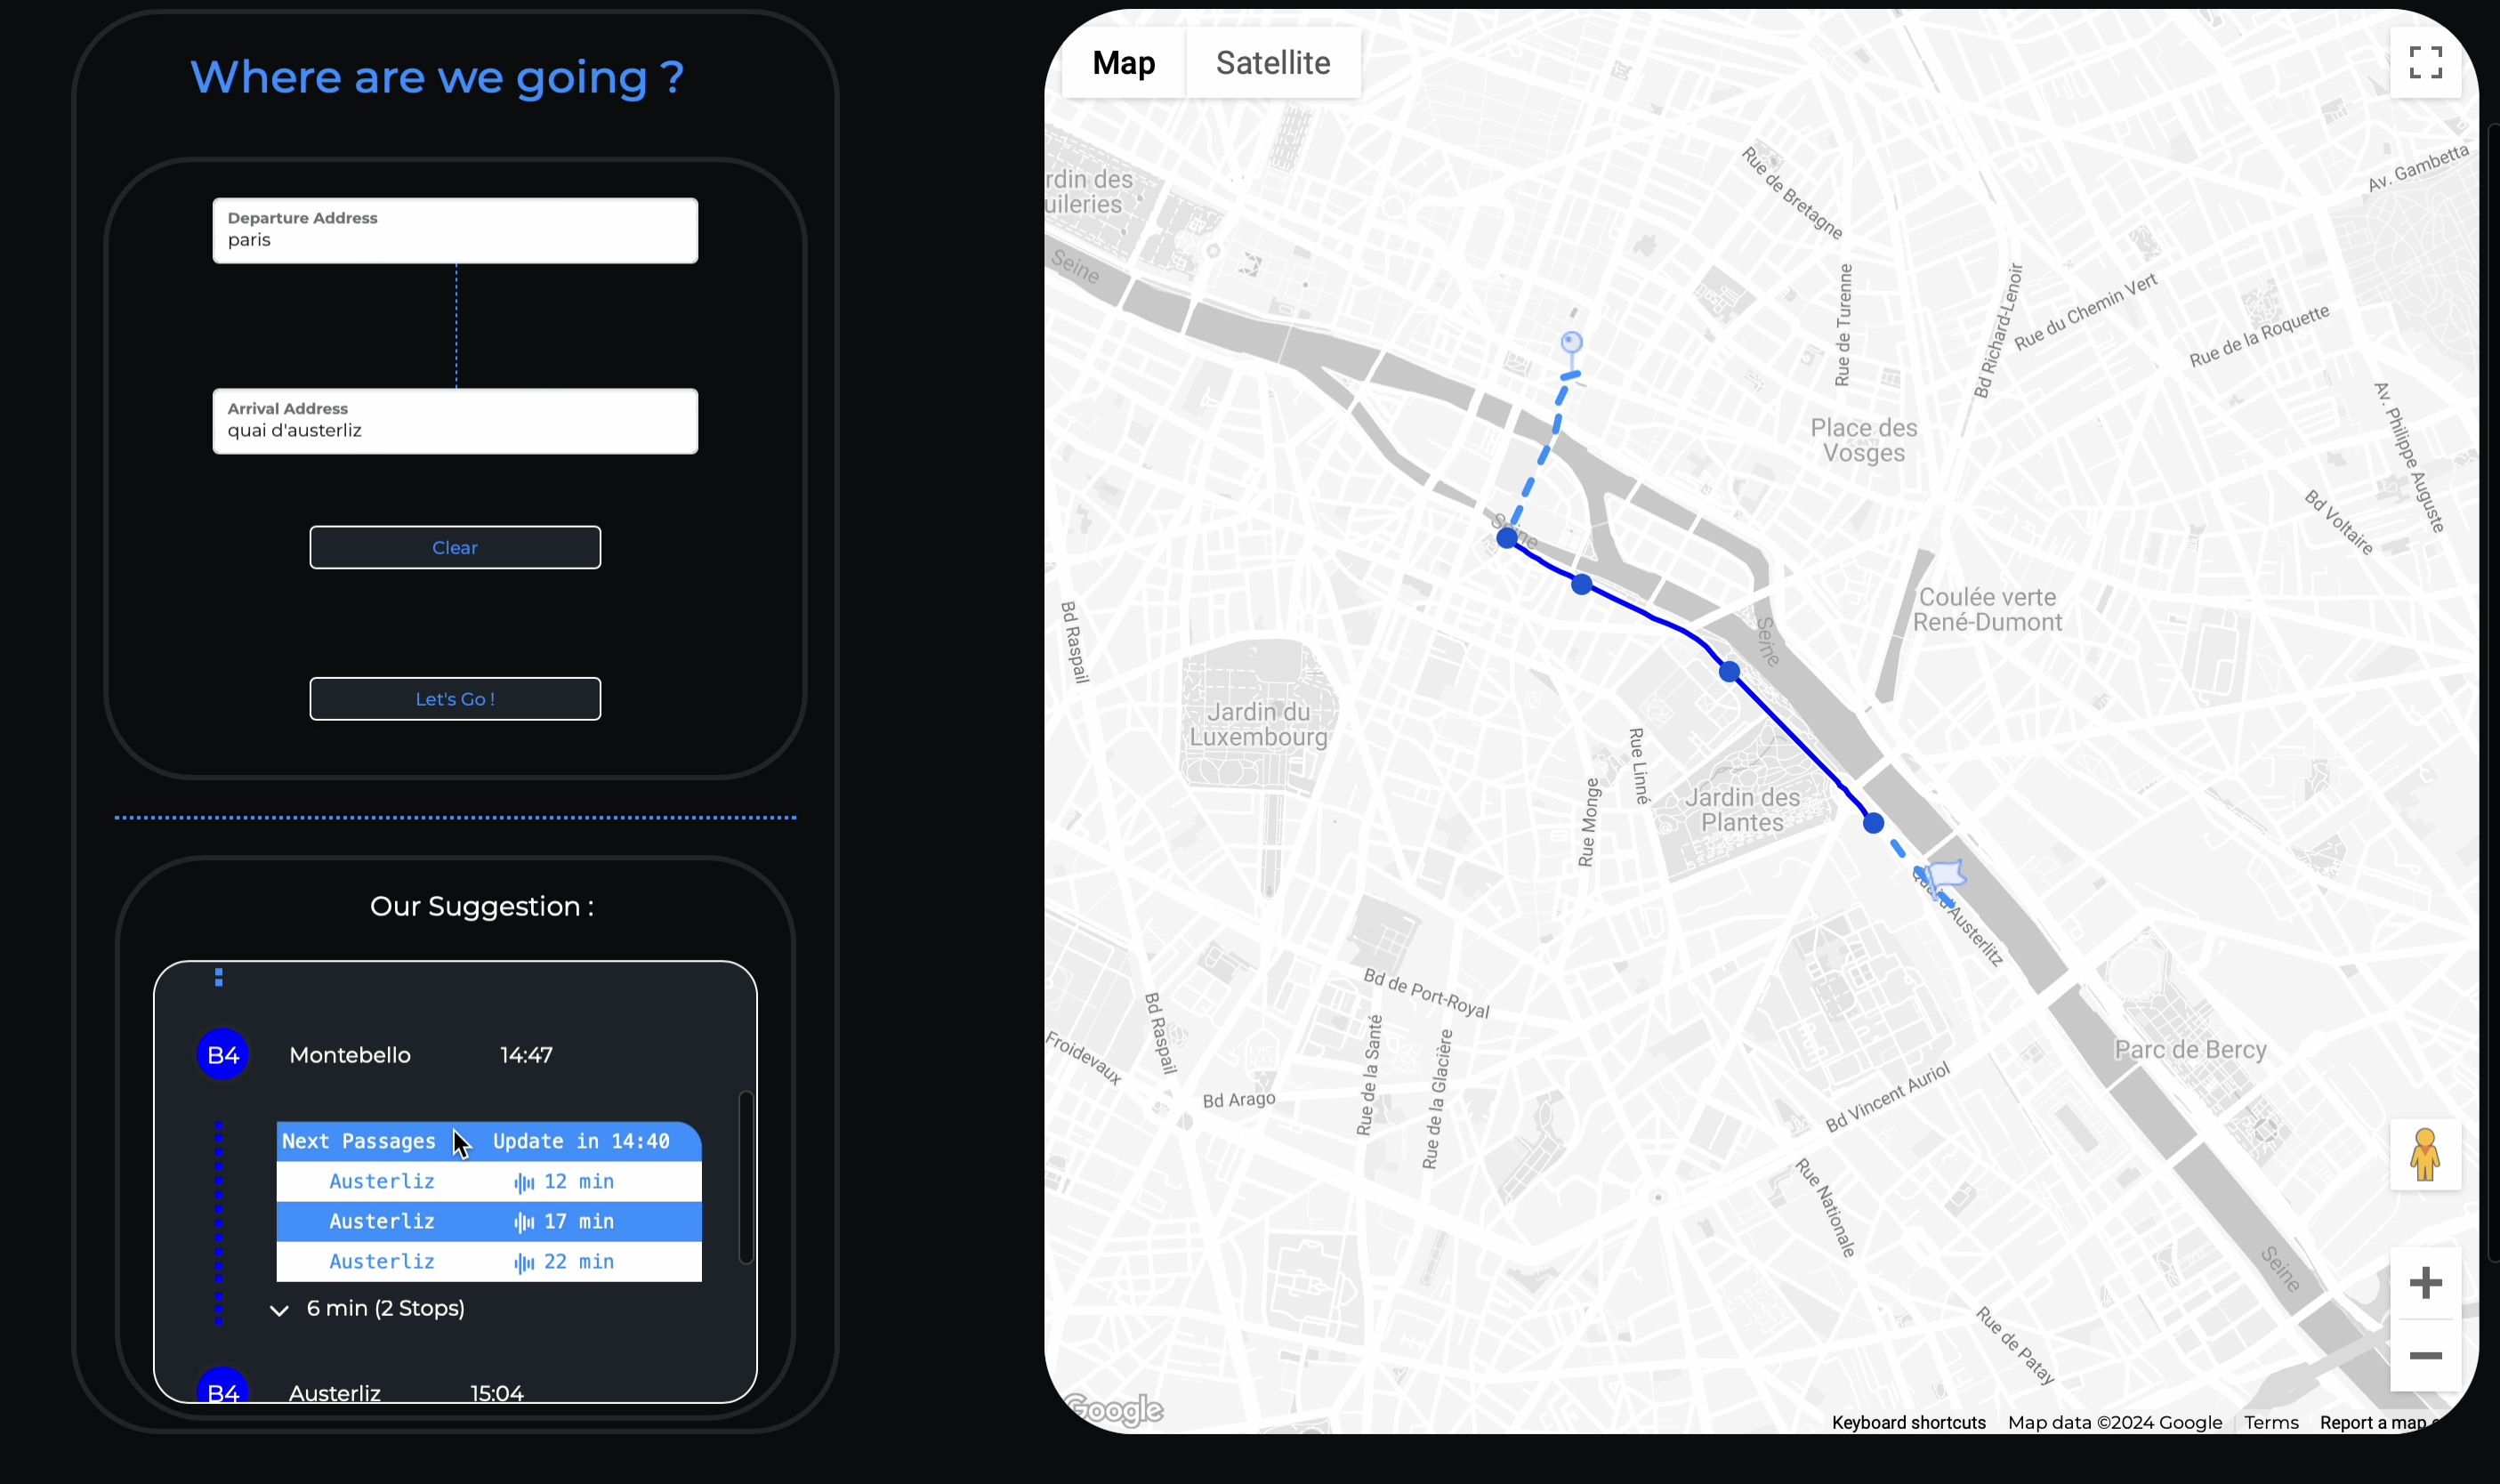 Where are we going ?
Departure Address
paris
Arrival Address
quai d'austerliz
Clear
Let's Go !
Our Suggestion :
B4 Montebello 14:47
Next Passages Update in 14:40
Austerliz 12 min
Austerliz 17 min
Austerliz 22 min
6 min (2 Stops)
B4 Austerliz 15:04
Map Satellite
rdin des
uileries
Seine
Rue de Bretagne
Av. Gambetta
Rue de Turenne
Bd Richard-Lenoir
Rue du Chemin Vert
Rue de la Roquette
Av. Philippe Auguste
Place des
Vosges
Bd Voltaire
Seine
Coulée verte
René-Dumont
Seine
Bd Raspail
Jardin du
Luxembourg
Rue Linné
Rue Monge
Jardin des
Plantes
Quai d'Austerlitz
Bd de Port-Royal
Bd Raspail
Froidevaux
Rue de la Santé
Rue de la Glacière
Bd Arago
Parc de Bercy
Bd Vincent Auriol
Rue Nationale
Seine
Rue de Patay
Google
Keyboard shortcuts Map data ©2024 Google Terms Report a map